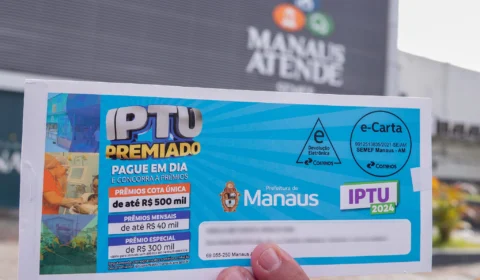 MANAUS
ATENDE
IPTU
PREMIADO
PAGUE EM DIA
E CONCORRA A PRÊMIOS
PRÊMIOS COTA ÚNICA
de até R$ 500 mil
PRÊMIOS MENSAIS
de até R$ 40 mil
PRÊMIO ESPECIAL
de R$ 300 mil
Prefeitura de
Manaus
IPTU
2024
e
Devolução
Eletrônica
Correios
e-Carta
SEMEF Manaus - AM
Correios